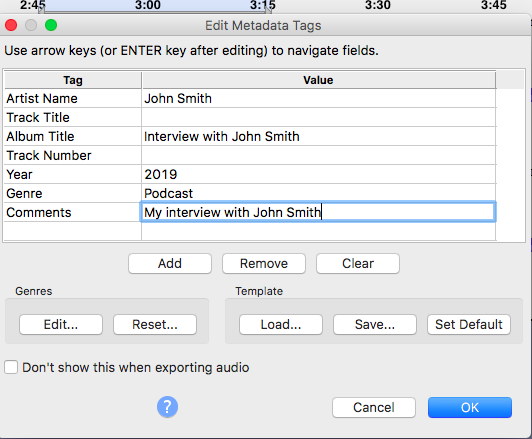 2:45 3:00 3:15 3:30 3:45
Edit Metadata Tags
Use arrow keys (or ENTER key after editing) to navigate fields.
Tag Value
Artist Name John Smith
Track Title
Album Title Interview with John Smith
Track Number
Year 2019
Genre Podcast
Comments My interview with John Smith
Add Remove Clear
Genres Template
Edit... Reset... Load... Save... Set Default
Don't show this when exporting audio
? Cancel OK